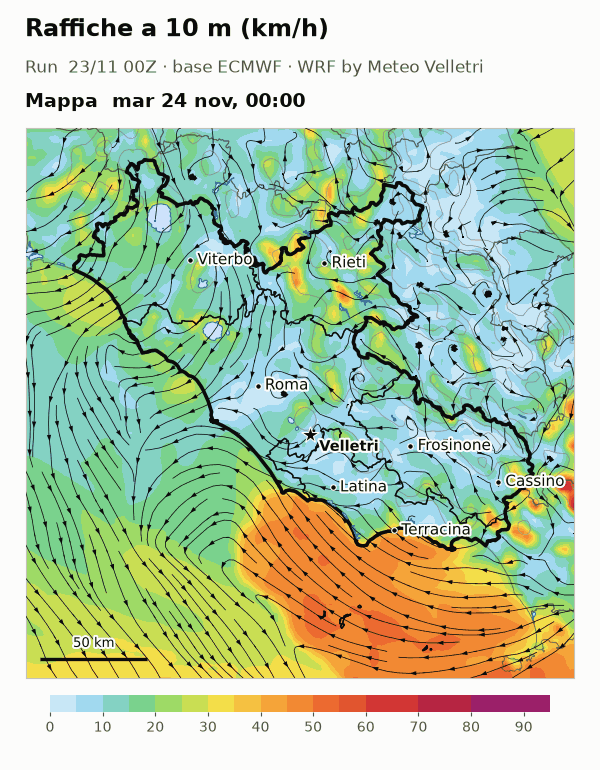 Raffiche a 10 m (km/h)
Run 23/11 00Z · base ECMWF · WRF by Meteo Velletri
Mappa mar 24 nov, 00:00
Viterbo
Rieti
Roma
Velletri
Frosinone
Cassino
Latina
Terracina
50 km
0 10 20 30 40 50 60 70 80 90